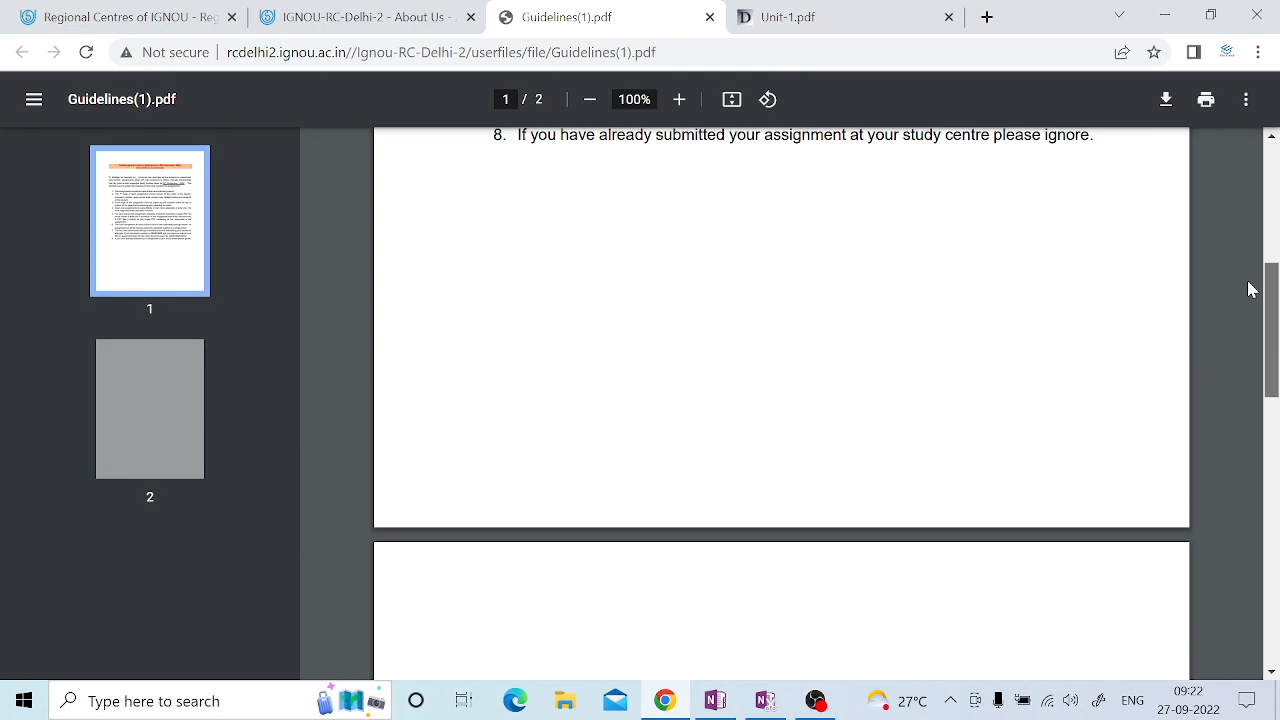 Regional Centres of IGNOU - Reg
IGNOU-RC-Delhi-2 - About Us -
Guidelines(1).pdf
Unit-1.pdf
Not secure
rcdelhi2.ignou.ac.in//Ignou-RC-Delhi-2/userfiles/file/Guidelines(1).pdf
Guidelines(1).pdf
1 / 2
100%
8. If you have already submitted your assignment at your study centre please ignore.
1
2
Type here to search
27°C
ENG
09:22
27-09-2022